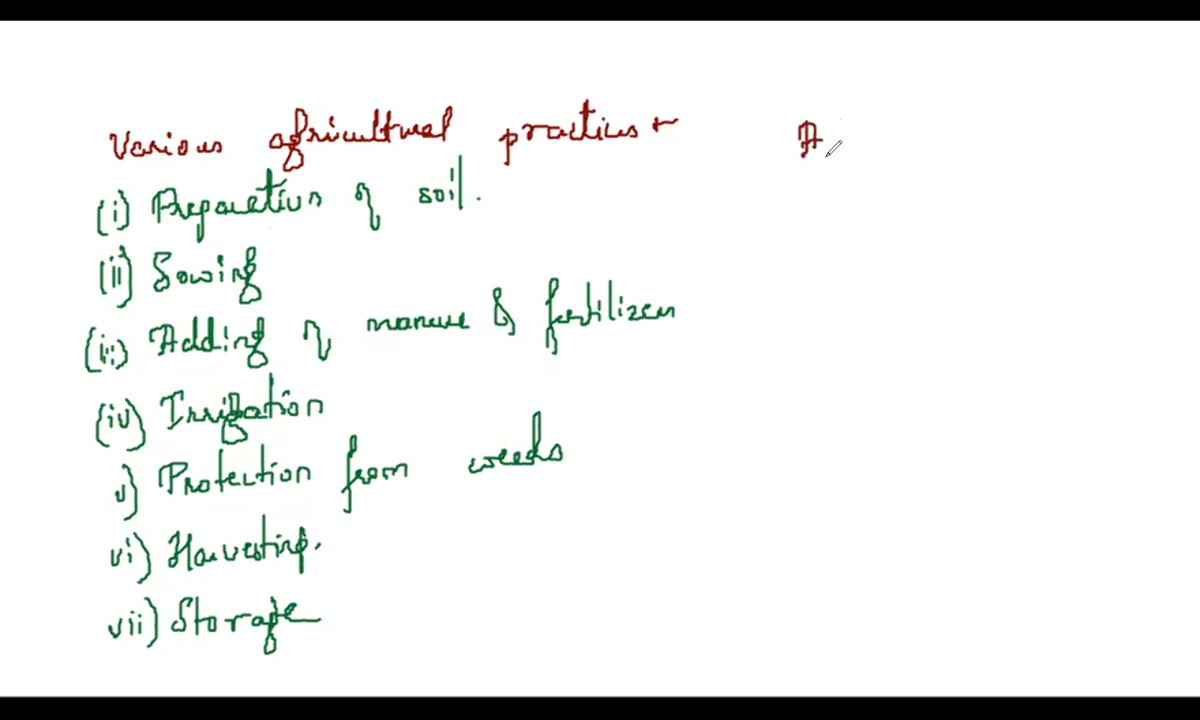 Various agricultural practices
(i) Preparation of soil.
(ii) Sowing
(iii) Adding of manure & fertilizers
(iv) Irrigation
v) Protection from weeds
vi) Harvesting.
vii) Storage
A